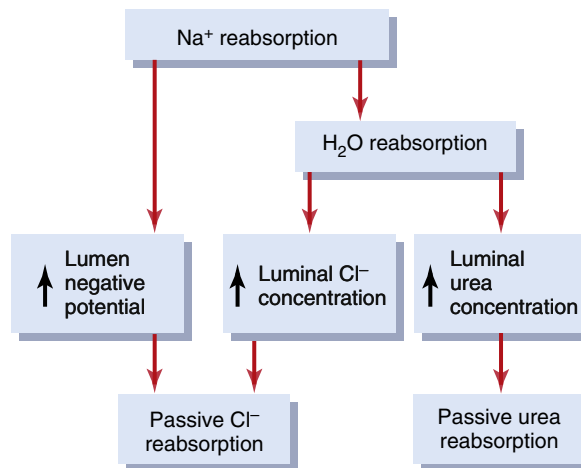 Na⁺ reabsorption
H₂O reabsorption
Lumen
negative
potential
Luminal Cl⁻
concentration
Luminal
urea
concentration
Passive Cl⁻
reabsorption
Passive urea
reabsorption